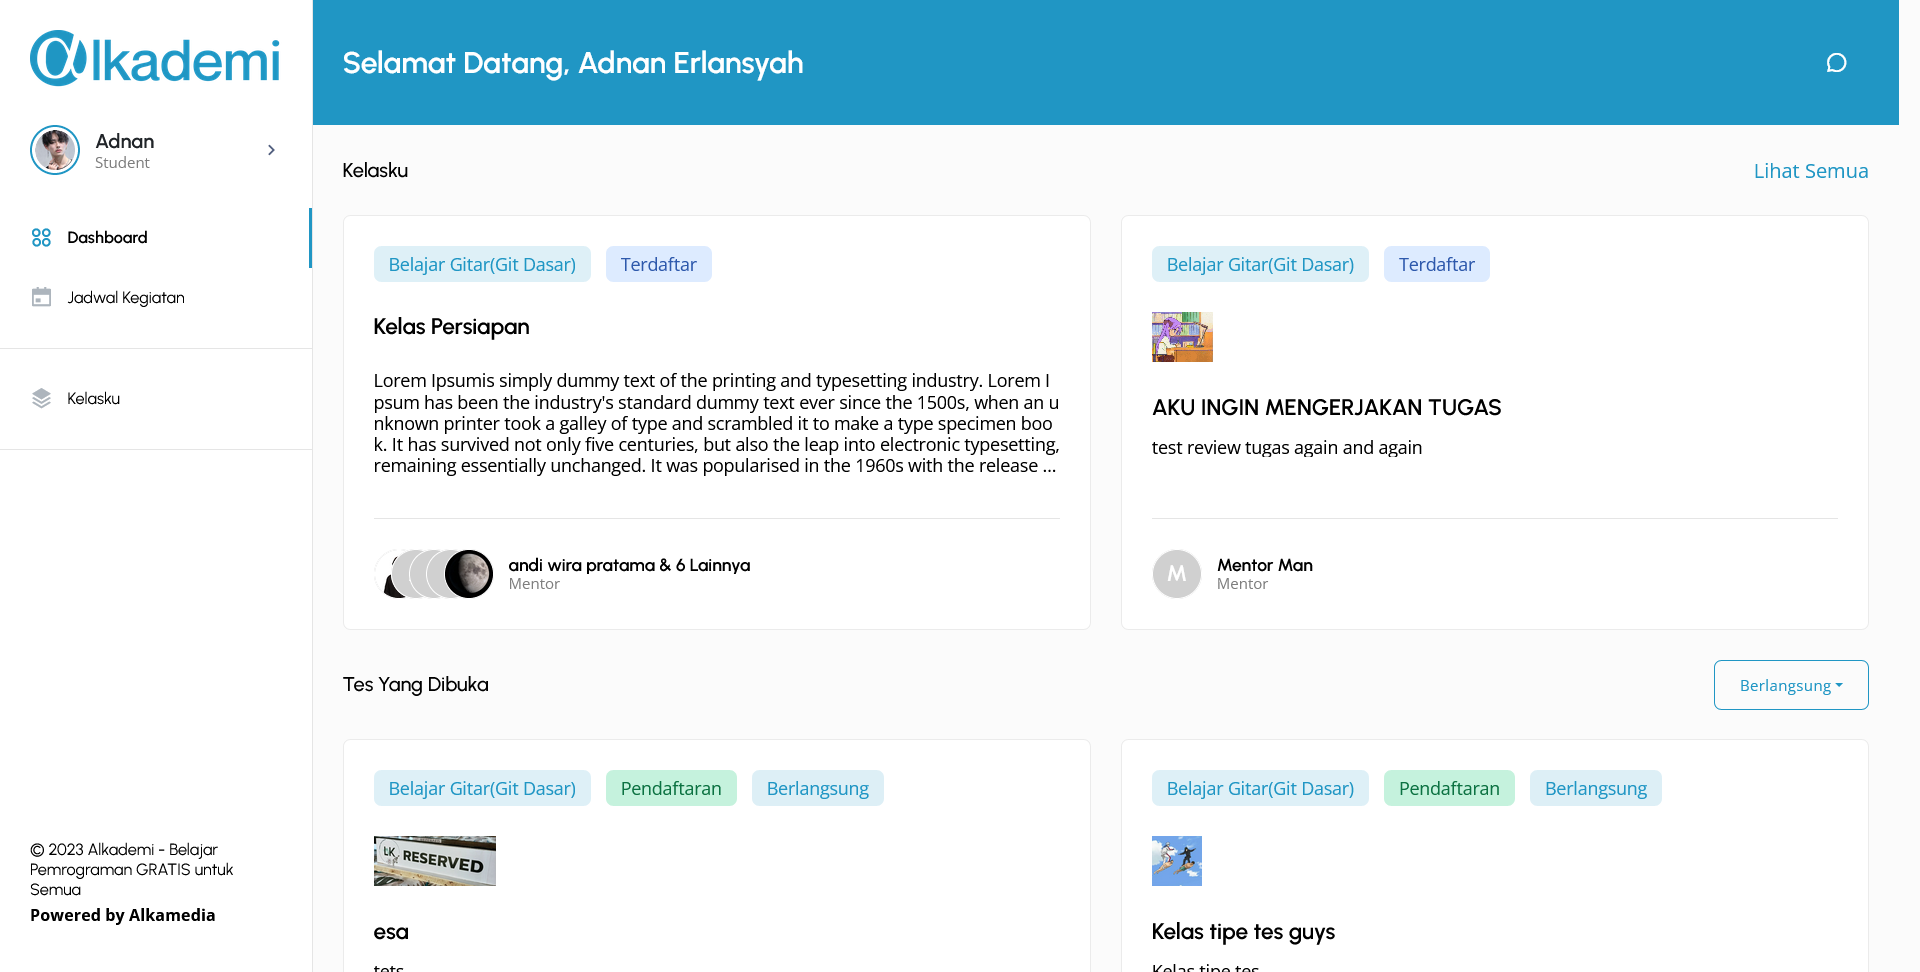 Alkademi
Selamat Datang, Adnan Erlansyah
Adnan
Student
Dashboard
Jadwal Kegiatan
Kelasku
© 2023 Alkademi - Belajar
Pemrograman GRATIS untuk
Semua
Powered by Alkamedia
Kelasku
Lihat Semua
Belajar Gitar(Git Dasar)
Terdaftar
Kelas Persiapan
Lorem Ipsumis simply dummy text of the printing and typesetting industry. Lorem I
psum has been the industry's standard dummy text ever since the 1500s, when an u
nknown printer took a galley of type and scrambled it to make a type specimen boo
k. It has survived not only five centuries, but also the leap into electronic typesetting,
remaining essentially unchanged. It was popularised in the 1960s with the release ...
andi wira pratama & 6 Lainnya
Mentor
Belajar Gitar(Git Dasar)
Terdaftar
AKU INGIN MENGERJAKAN TUGAS
test review tugas again and again
M
Mentor Man
Mentor
Tes Yang Dibuka
Berlangsung
Belajar Gitar(Git Dasar)
Pendaftaran
Berlangsung
tk RESERVED
esa
tets
Belajar Gitar(Git Dasar)
Pendaftaran
Berlangsung
Kelas tipe tes guys
Kelas tipe tes